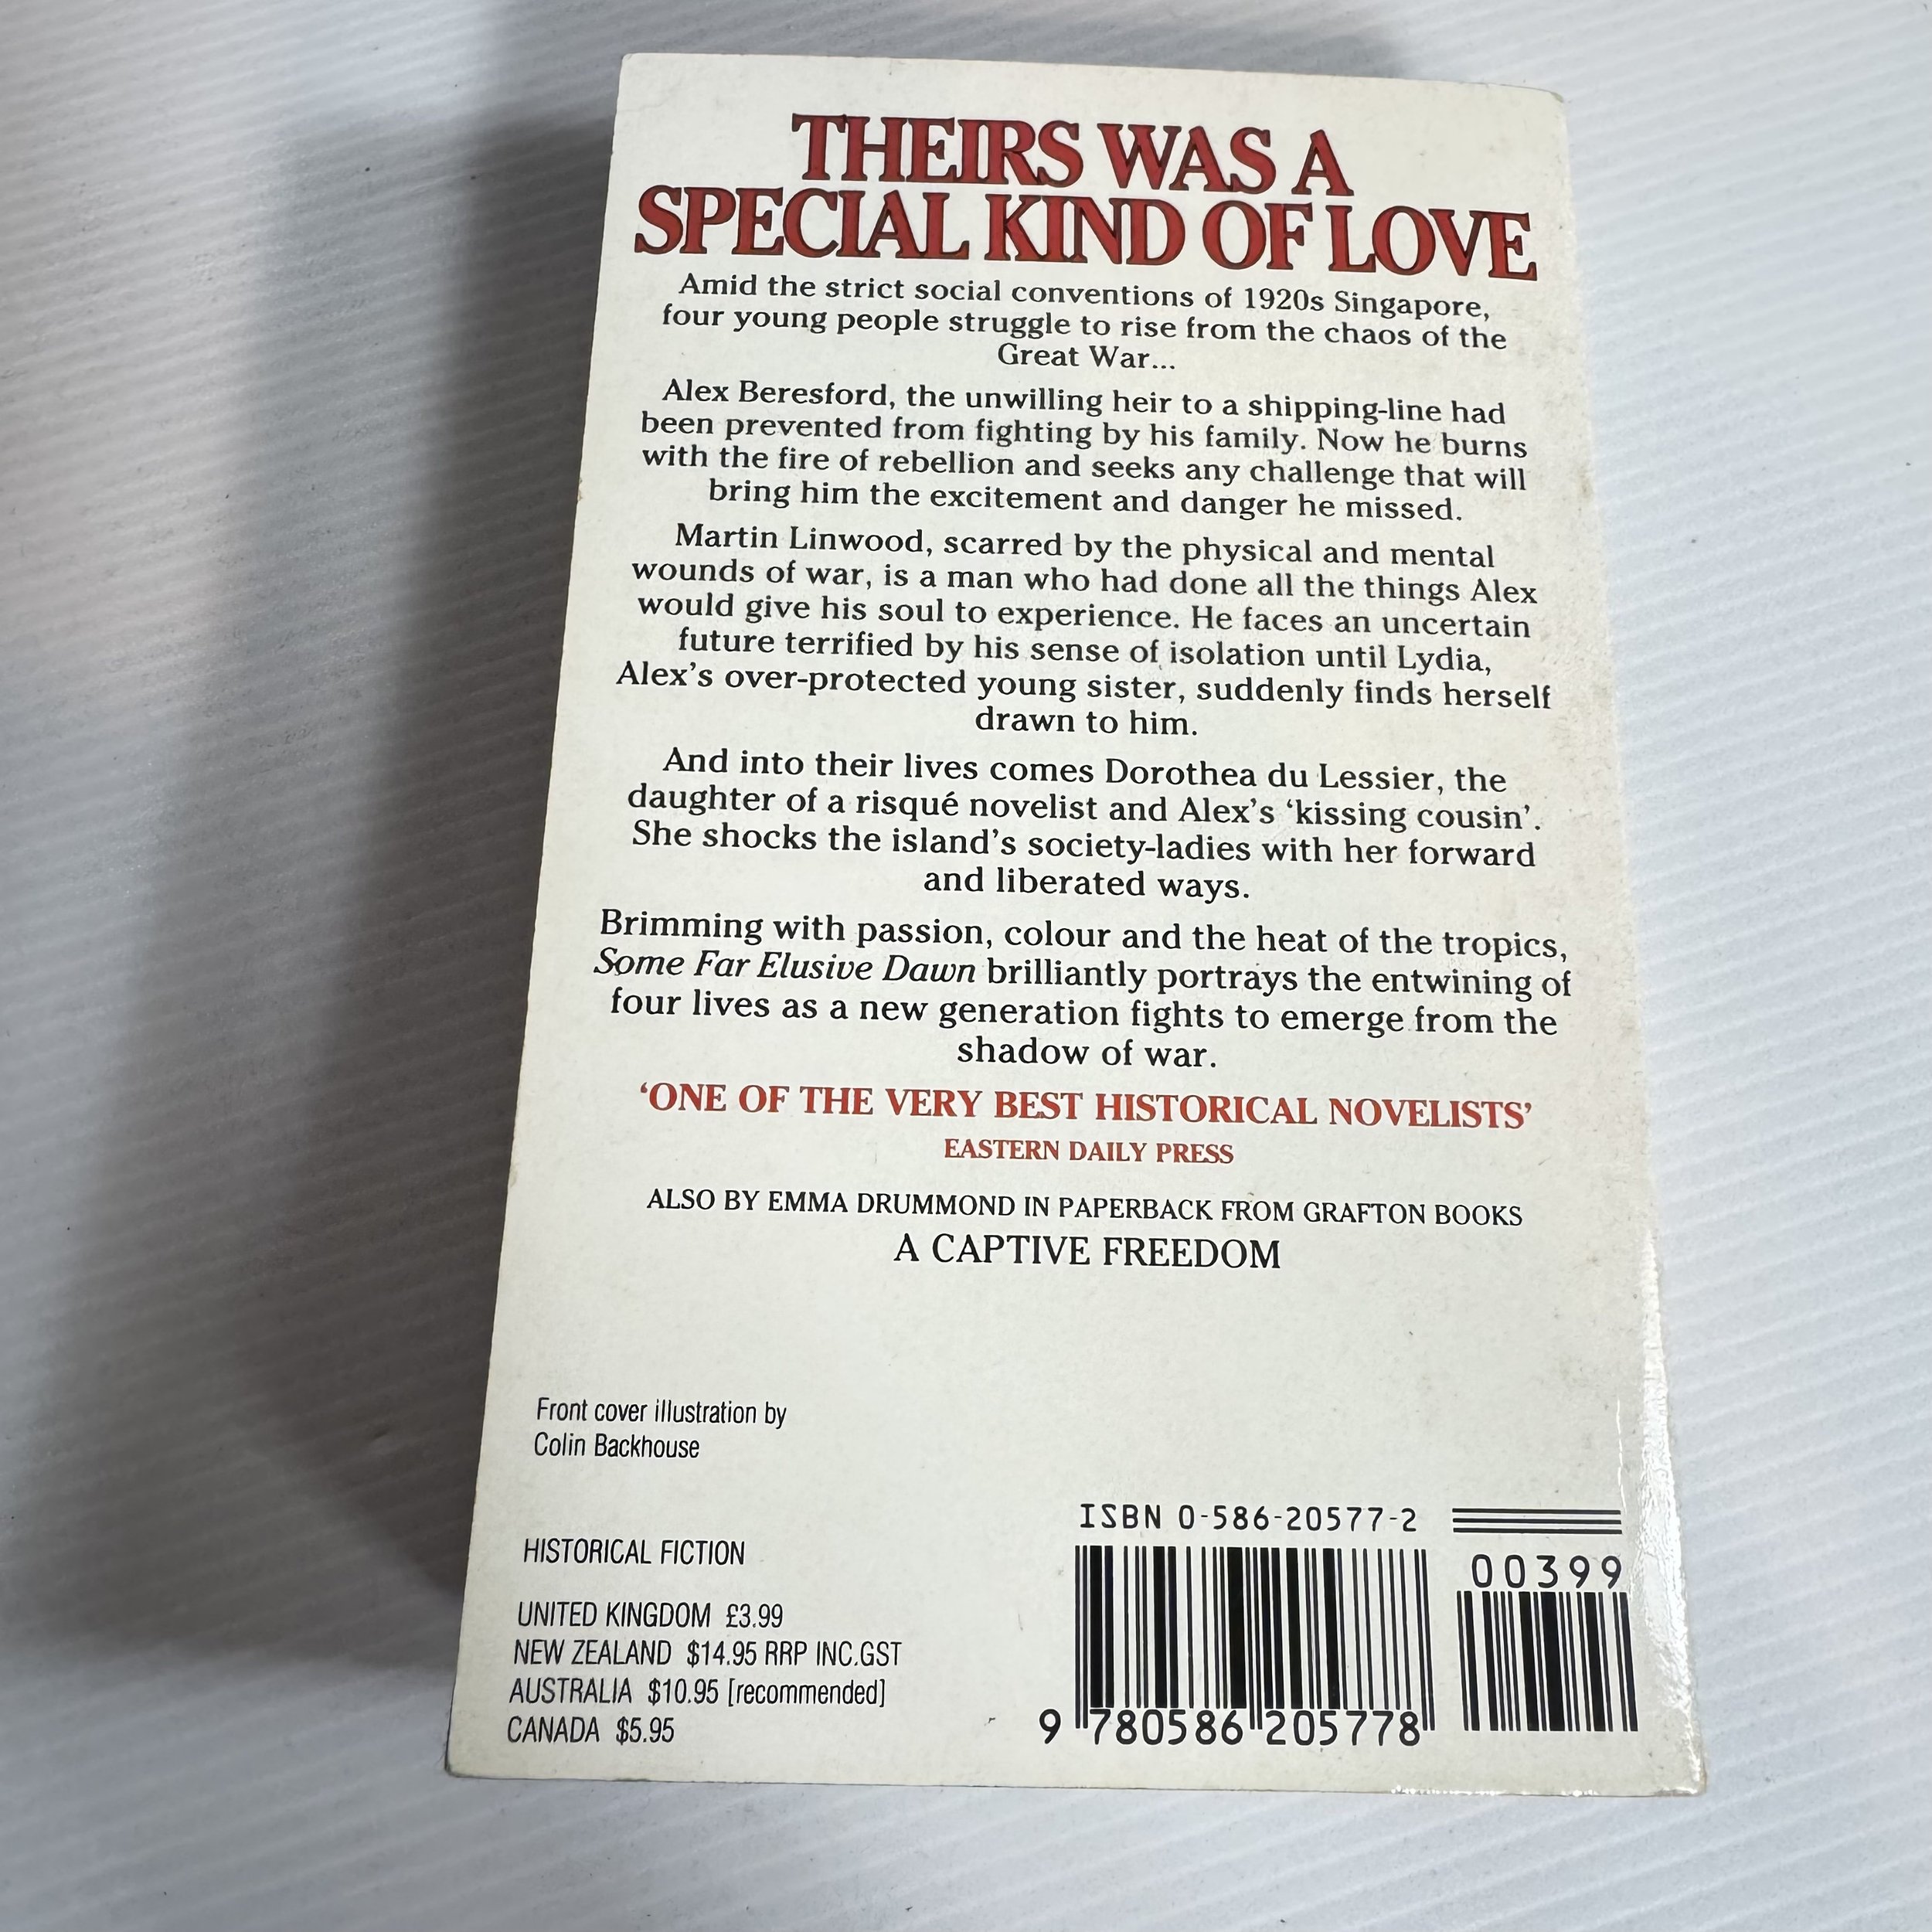 THEIRS WAS A
SPECIAL KIND OF LOVE
Amid the strict social conventions of 1920s Singapore,
four young people struggle to rise from the chaos of the
Great War...
Alex Beresford, the unwilling heir to a shipping-line had
been prevented from fighting by his family. Now he burns
with the fire of rebellion and seeks any challenge that will
bring him the excitement and danger he missed.
Martin Linwood, scarred by the physical and mental
wounds of war, is a man who had done all the things Alex
would give his soul to experience. He faces an uncertain
future terrified by his sense of isolation until Lydia,
Alex's over-protected young sister, suddenly finds herself
drawn to him.
And into their lives comes Dorothea du Lessier, the
daughter of a risqué novelist and Alex's 'kissing cousin'.
She shocks the island's society-ladies with her forward
and liberated ways.
Brimming with passion, colour and the heat of the tropics,
Some Far Elusive Dawn brilliantly portrays the entwining of
four lives as a new generation fights to emerge from the
shadow of war.
'ONE OF THE VERY BEST HISTORICAL NOVELISTS'
EASTERN DAILY PRESS
ALSO BY EMMA DRUMMOND IN PAPERBACK FROM GRAFTON BOOKS
A CAPTIVE FREEDOM
Front cover illustration by
Colin Backhouse
HISTORICAL FICTION
UNITED KINGDOM £3.99
NEW ZEALAND $14.95 RRP INC.GST
AUSTRALIA $10.95 [recommended]
CANADA $5.95
ISBN 0-586-20577-2
00399
9 780586 205778